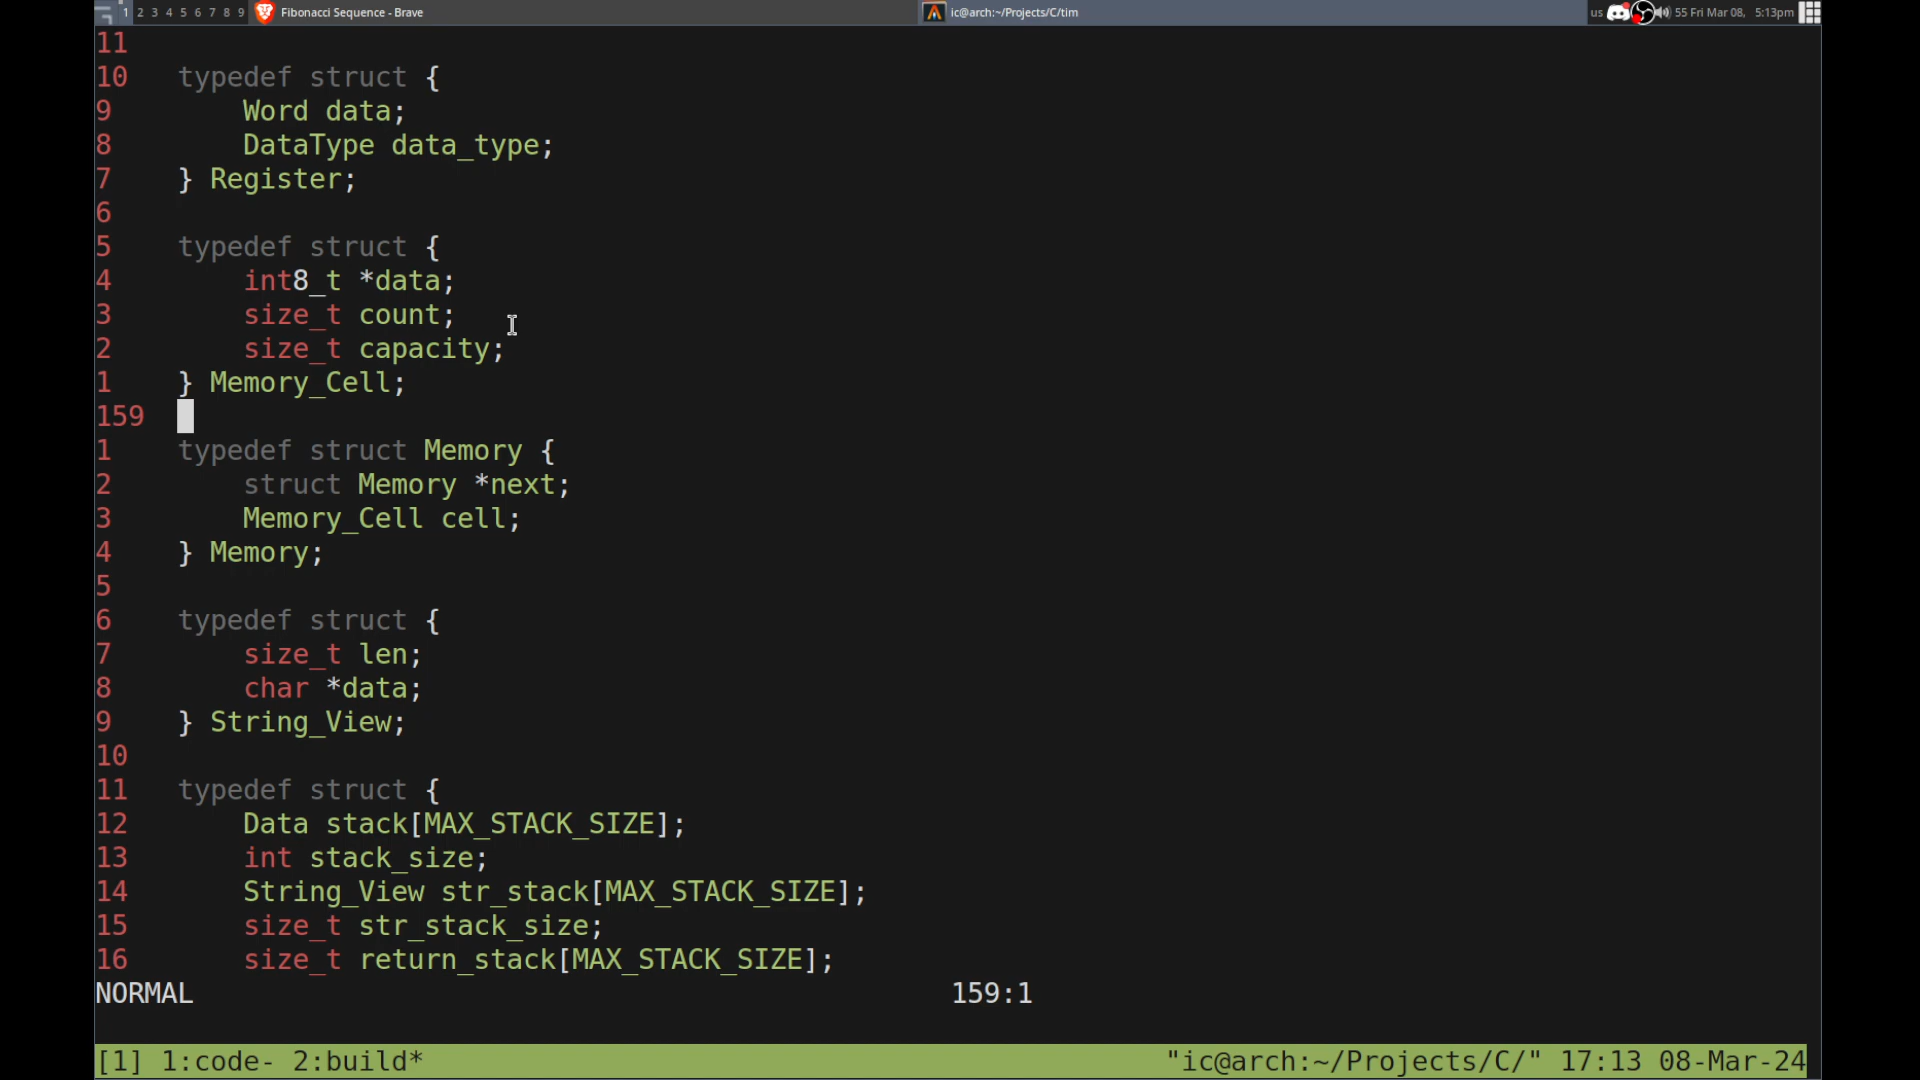 1 2 3 4 5 6 7 8 9 Fibonacci Sequence - Brave ic@arch:~/Projects/C/tim us 55 Fri Mar 08, 5:13pm
11
10 typedef struct {
9 Word data;
8 DataType data_type;
7 } Register;
6
5 typedef struct {
4 int8_t *data;
3 size_t count;
2 size_t capacity;
1 } Memory_Cell;
159
1 typedef struct Memory {
2 struct Memory *next;
3 Memory_Cell cell;
4 } Memory;
5
6 typedef struct {
7 size_t len;
8 char *data;
9 } String_View;
10
11 typedef struct {
12 Data stack[MAX_STACK_SIZE];
13 int stack_size;
14 String_View str_stack[MAX_STACK_SIZE];
15 size_t str_stack_size;
16 size_t return_stack[MAX_STACK_SIZE];
NORMAL 159:1
[1] 1:code- 2:build* "ic@arch:~/Projects/C/" 17:13 08-Mar-24